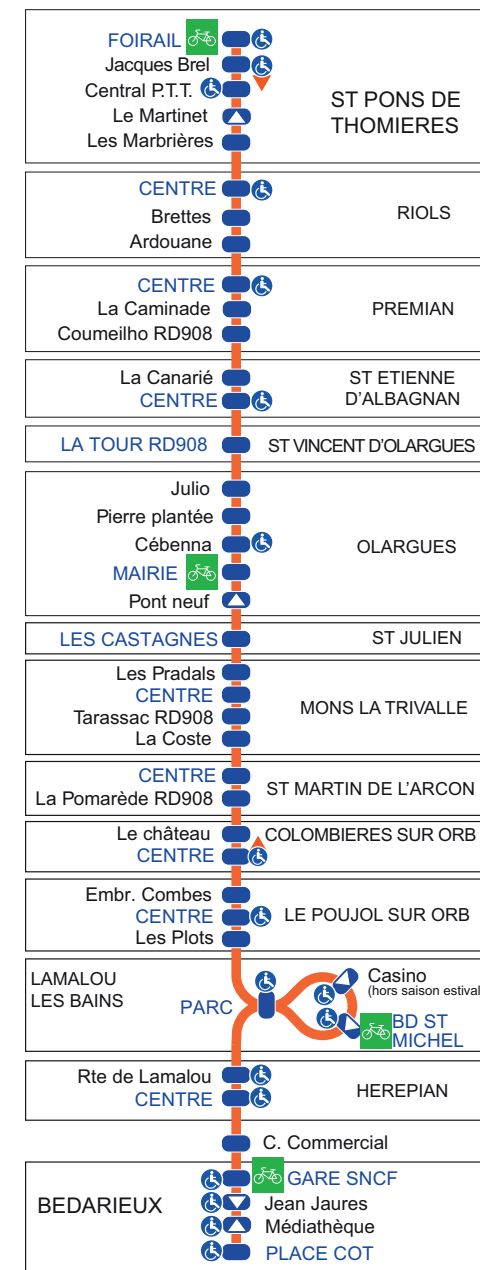 FOIRAIL
Jacques Brel
Central P.T.T.
Le Martinet
Les Marbrières
ST PONS DE
THOMIERES
CENTRE
Brettes
Ardouane
RIOLS
CENTRE
La Caminade
Coumeilho RD908
PREMIAN
La Canarié
CENTRE
ST ETIENNE
D'ALBAGNAN
LA TOUR RD908
ST VINCENT D'OLARGUES
Julio
Pierre plantée
Cébenna
MAIRIE
Pont neuf
OLARGUES
LES CASTAGNES
ST JULIEN
Les Pradals
CENTRE
Tarassac RD908
La Coste
MONS LA TRIVALLE
CENTRE
La Pomarède RD908
ST MARTIN DE L'ARCON
Le château
CENTRE
COLOMBIERES SUR ORB
Embr. Combes
CENTRE
Les Plots
LE POUJOL SUR ORB
LAMALOU
LES BAINS
PARC
Casino
(hors saison estival
BD ST
MICHEL
Rte de Lamalou
CENTRE
HEREPIAN
C. Commercial
BEDARIEUX
GARE SNCF
Jean Jaures
Médiathèque
PLACE COT